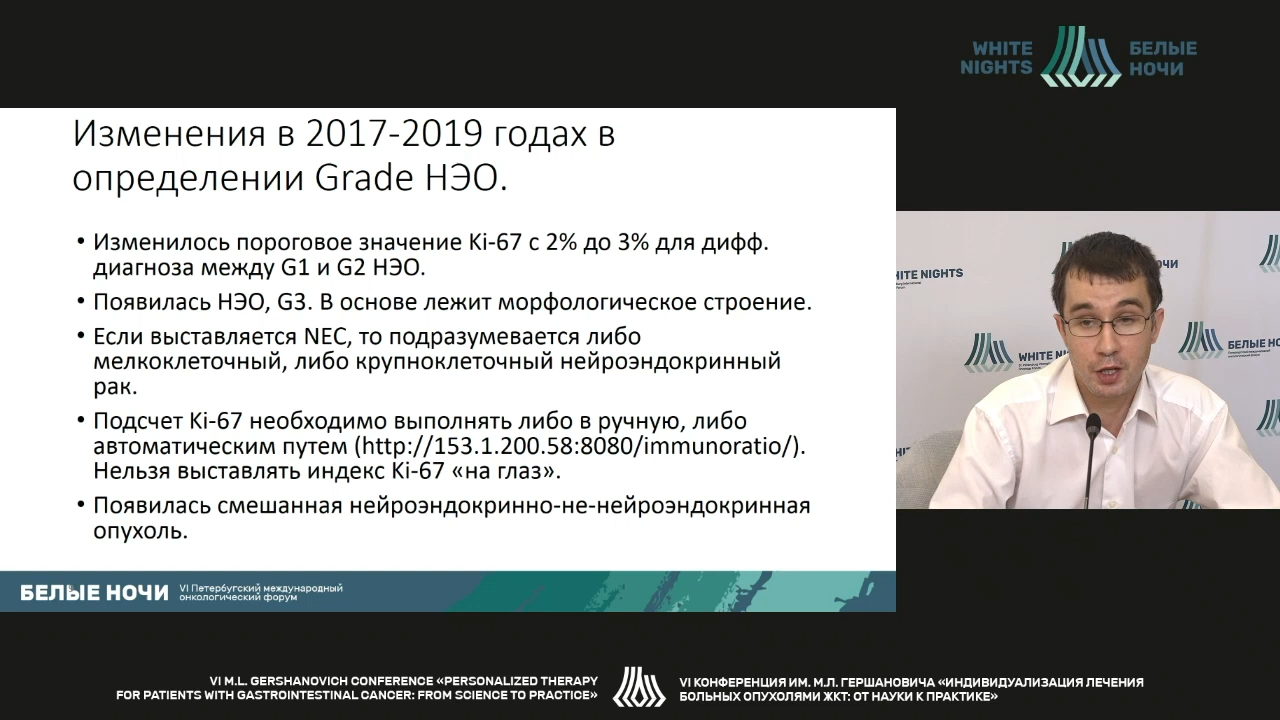 WHITE
NIGHTS
БЕЛЫЕ
НОЧИ
Изменения в 2017-2019 годах в
определении Grade НЭО.
• Изменилось пороговое значение Ki-67 с 2% до 3% для дифф.
диагноза между G1 и G2 НЭО.
• Появилась НЭО, G3. В основе лежит морфологическое строение.
• Если выставляется NEC, то подразумевается либо
мелкоклеточный, либо крупноклеточный нейроэндокринный
рак.
• Подсчет Ki-67 необходимо выполнять либо в ручную, либо
автоматическим путем (http://153.1.200.58:8080/immunoratio/).
Нельзя выставлять индекс Ki-67 «на глаз».
• Появилась смешанная нейроэндокринно-не-нейроэндокринная
опухоль.
БЕЛЫЕ НОЧИ
VI Петербугский международный
онкологический форум
NIGHTS
НОЧИ
WHITE
БЕЛЫЕ
VI M.L. GERSHANOVICH CONFERENCE «PERSONALIZED THERAPY
FOR PATIENTS WITH GASTROINTESTINAL CANCER: FROM SCIENCE TO PRACTICE»
VI КОНФЕРЕНЦИЯ ИМ. М.Л. ГЕРШАНОВИЧА «ИНДИВИДУАЛИЗАЦИЯ ЛЕЧЕНИЯ
БОЛЬНЫХ ОПУХОЛЯМИ ЖКТ: ОТ НАУКИ К ПРАКТИКЕ»